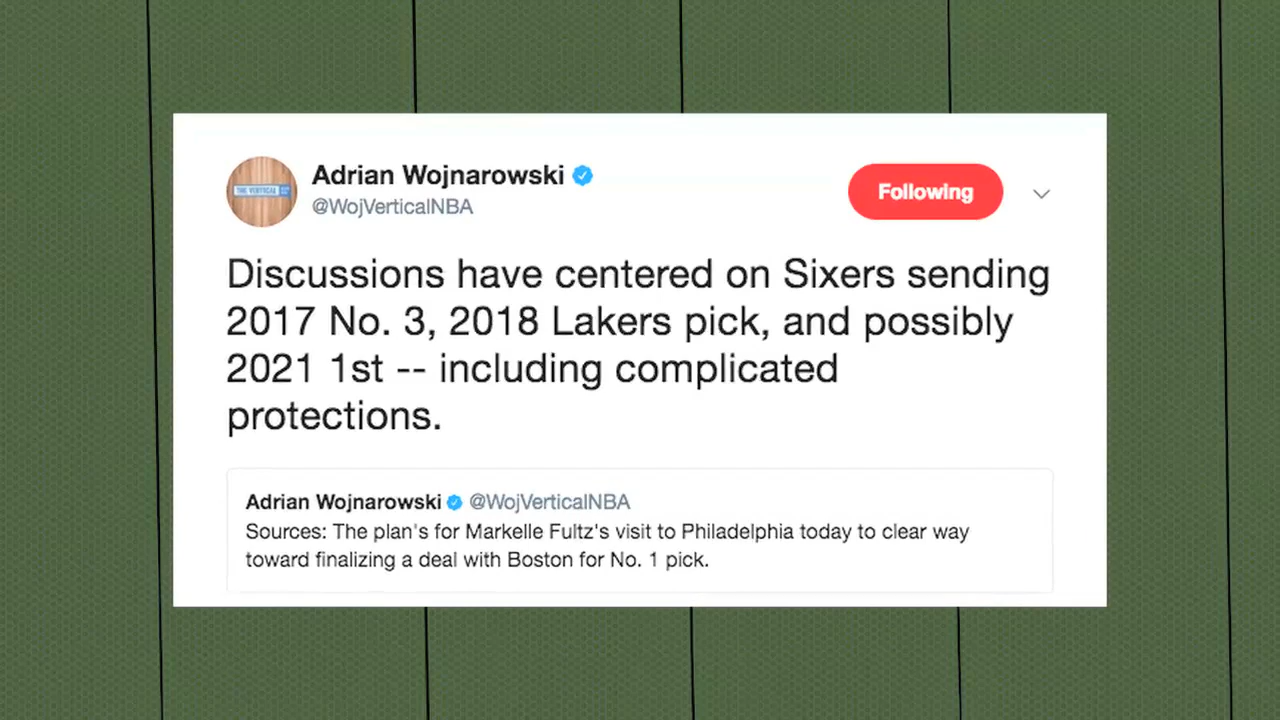 THE VERTICAL
Adrian Wojnarowski
@WojVerticalNBA
Following
Discussions have centered on Sixers sending
2017 No. 3, 2018 Lakers pick, and possibly
2021 1st -- including complicated
protections.
Adrian Wojnarowski @WojVerticalNBA
Sources: The plan's for Markelle Fultz's visit to Philadelphia today to clear way
toward finalizing a deal with Boston for No. 1 pick.